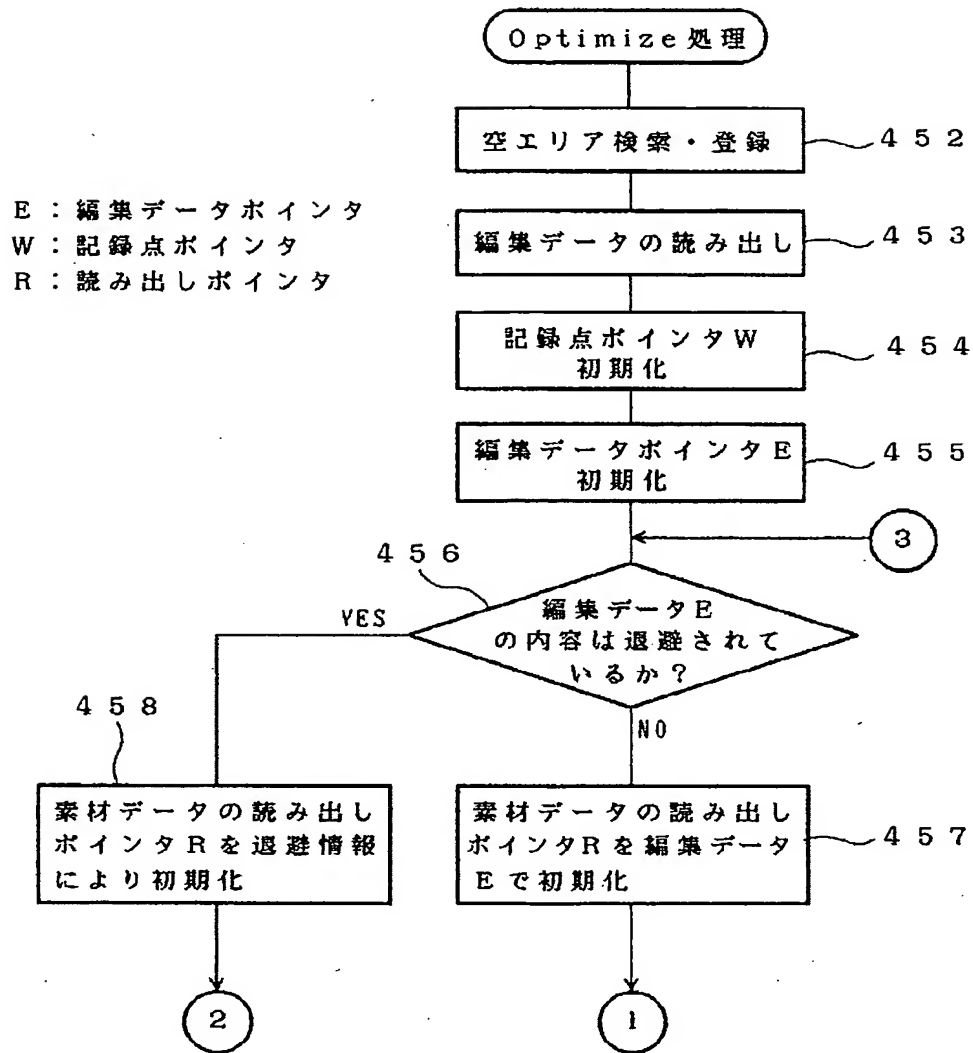 Optimize処理
空エリア検索・登録
452
E：編集データポインタ
W：記録点ポインタ
R：読み出しポインタ
編集データの読み出し
453
記録点ポインタW
初期化
454
編集データポインタE
初期化
455
3
456
編集データE
の内容は退避されて
いるか？
YES
NO
458
素材データの読み出し
ポインタRを退避情報
により初期化
素材データの読み出し
ポインタRを編集データ
Eで初期化
457
2
1